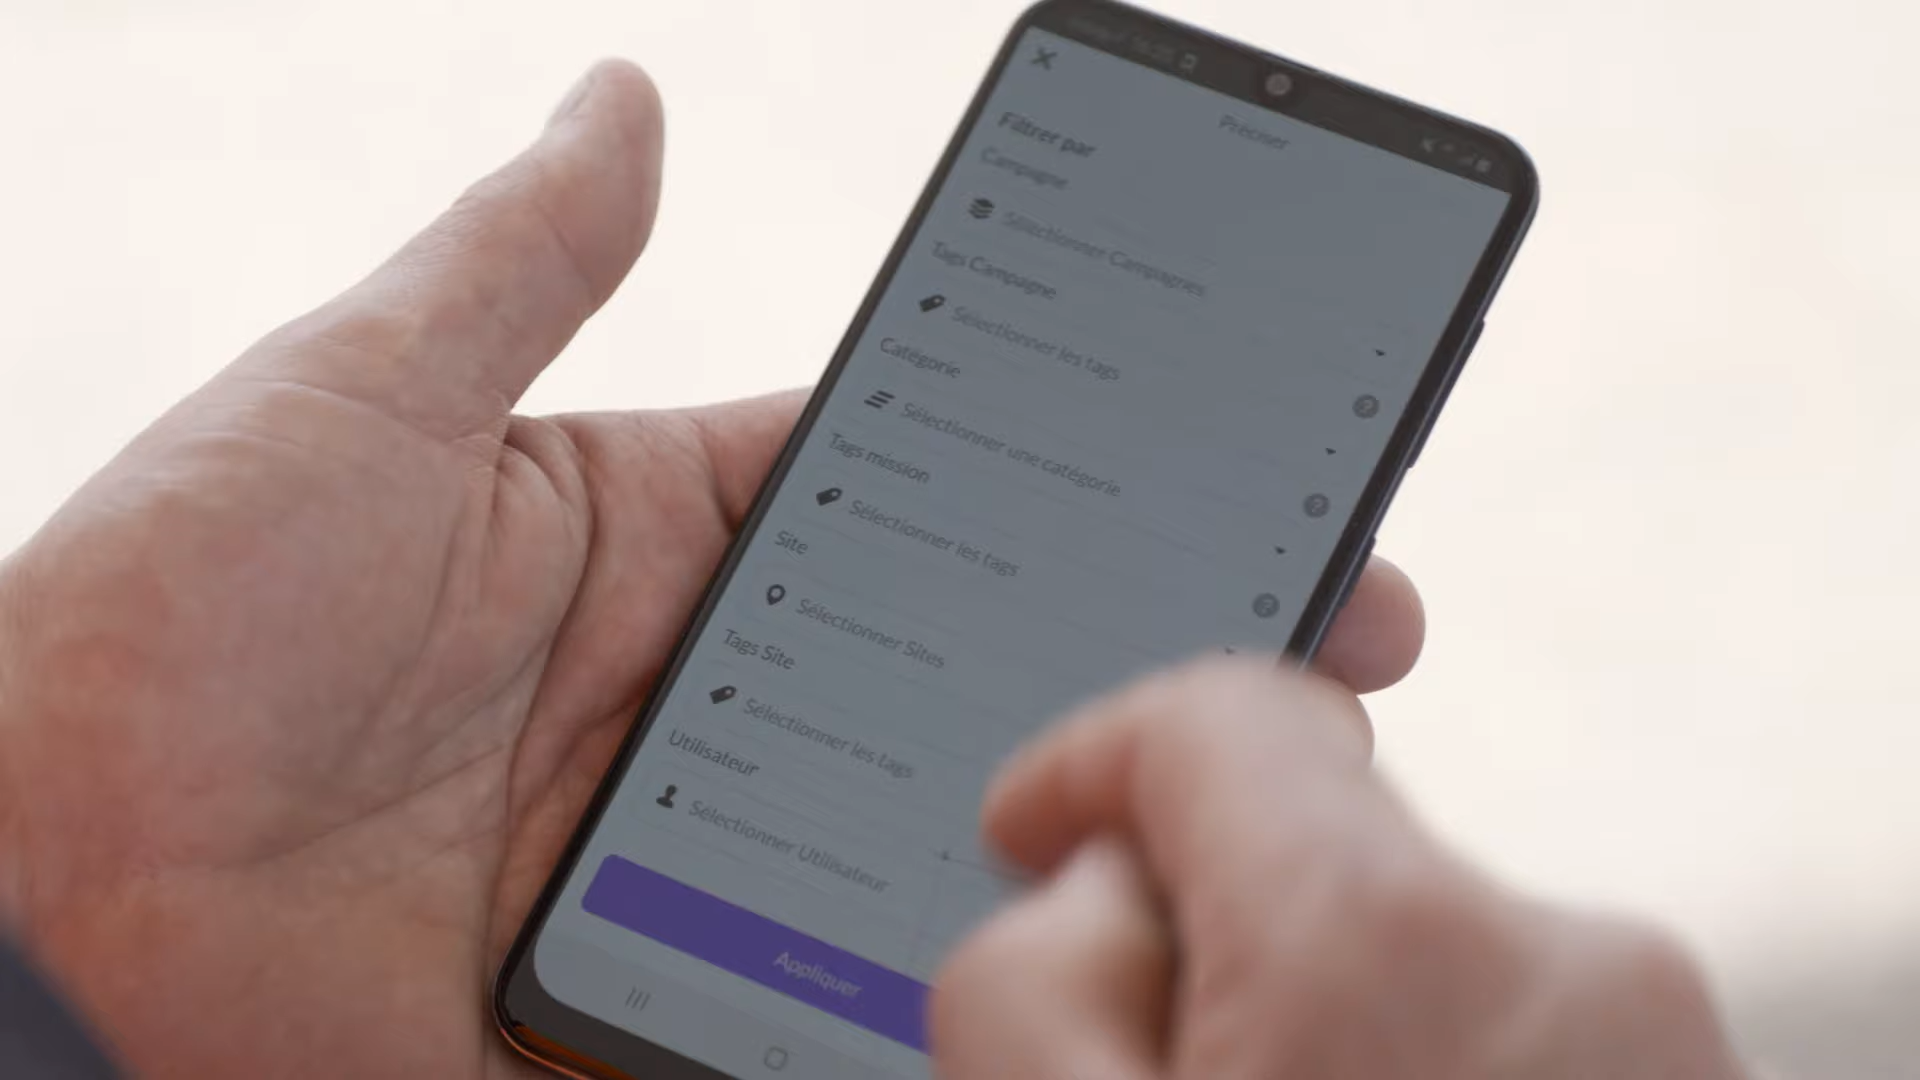 Préciser
Filtrer par
Campagne
Sélectionner Campagnes
Tags Campagne
Sélectionner les tags
Catégorie
Sélectionner une catégorie
Tags mission
Sélectionner les tags
Site
Sélectionner Sites
Tags Site
Sélectionner les tags
Utilisateur
Sélectionner Utilisateur
Appliquer